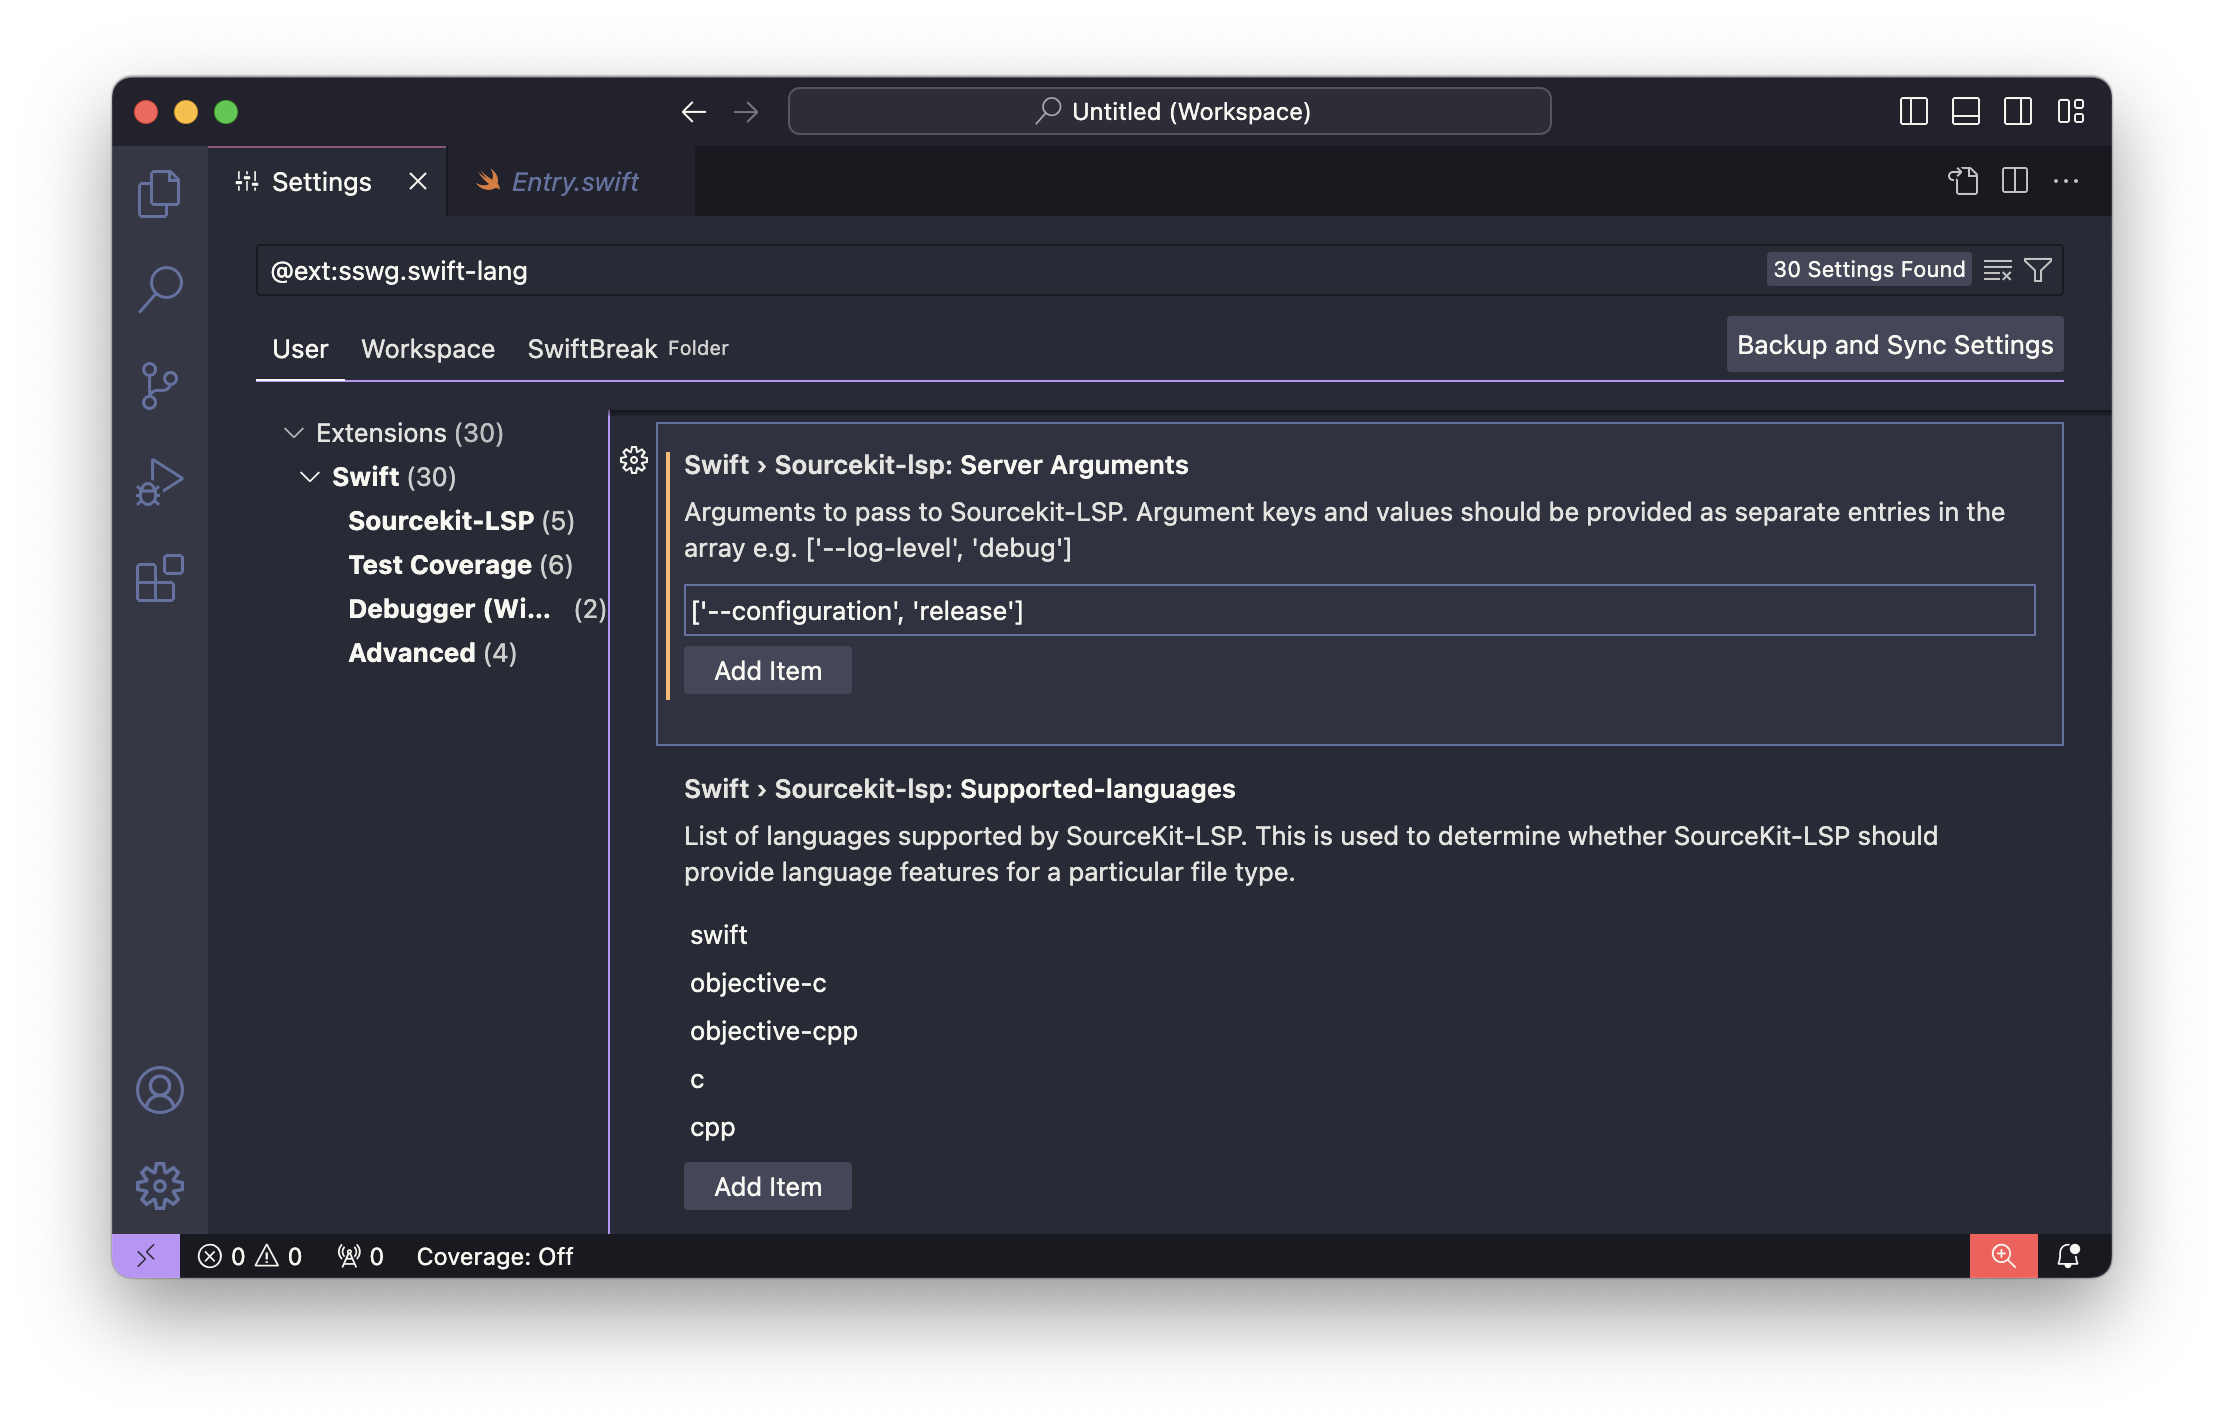 Untitled (Workspace)
Settings
Entry.swift
@ext:sswg.swift-lang
30 Settings Found
User
Workspace
SwiftBreak Folder
Backup and Sync Settings
Extensions (30)
Swift (30)
Sourcekit-LSP (5)
Test Coverage (6)
Debugger (Wi... (2)
Advanced (4)
Swift › Sourcekit-lsp: Server Arguments
Arguments to pass to Sourcekit-LSP. Argument keys and values should be provided as separate entries in the
array e.g. ['--log-level', 'debug']
['--configuration', 'release']
Add Item
Swift › Sourcekit-lsp: Supported-languages
List of languages supported by SourceKit-LSP. This is used to determine whether SourceKit-LSP should
provide language features for a particular file type.
swift
objective-c
objective-cpp
c
cpp
Add Item
0 0 0 Coverage: Off